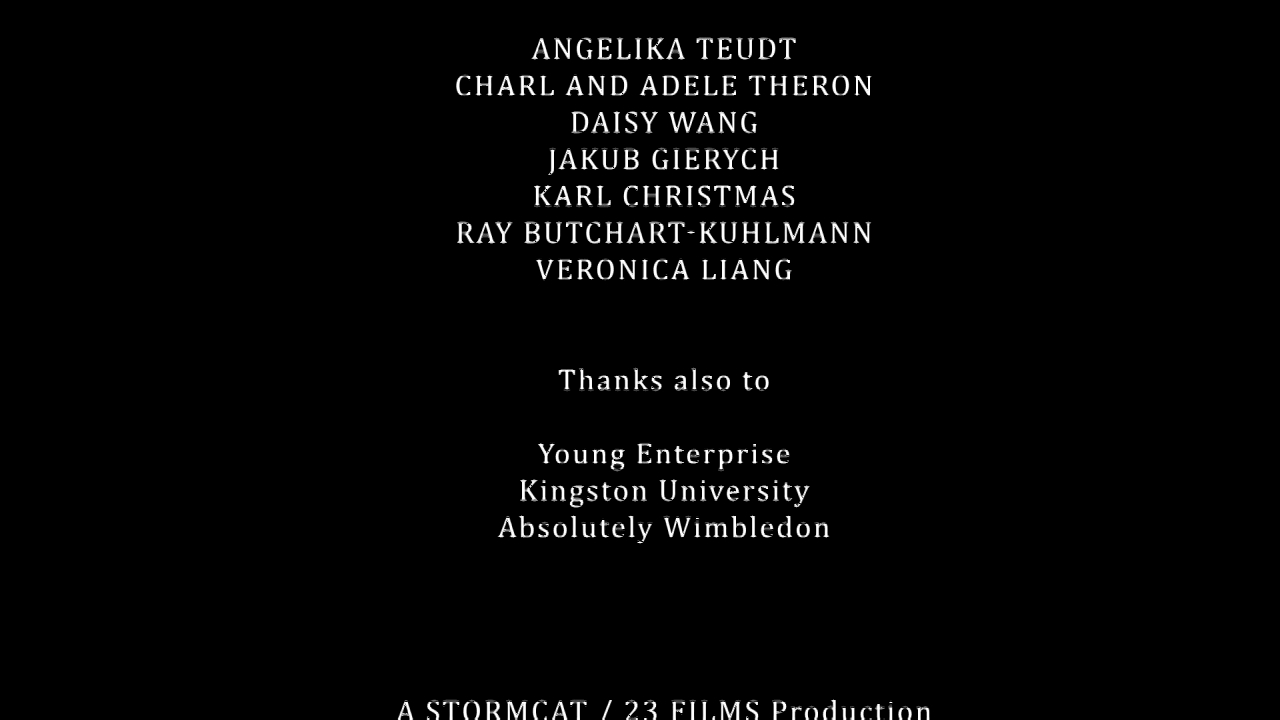 ANGELIKA TEUDT
CHARL AND ADELE THERON
DAISY WANG
JAKUB GIERYCH
KARL CHRISTMAS
RAY BUTCHART-KUHLMANN
VERONICA LIANG
Thanks also to
Young Enterprise
Kingston University
Absolutely Wimbledon
A STORMCAT / 23 FILMS Production